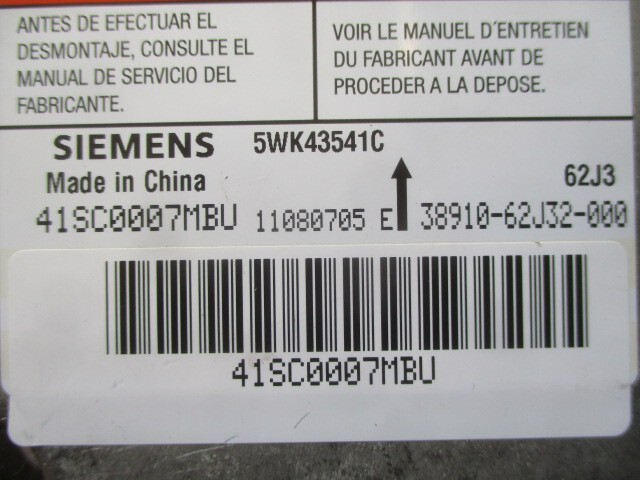 ANTES DE EFECTUAR EL
DESMONTAJE, CONSULTE EL
MANUAL DE SERVICIO DEL
FABRICANTE.
VOIR LE MANUEL D´ENTRETIEN
DU FABRICANT AVANT DE
PROCEDER A LA DEPOSE.
SIEMENS 5WK43541C
Made in China 62J3
41SC0007MBU 11080705 E 38910-62J32-000
41SC0007MBU